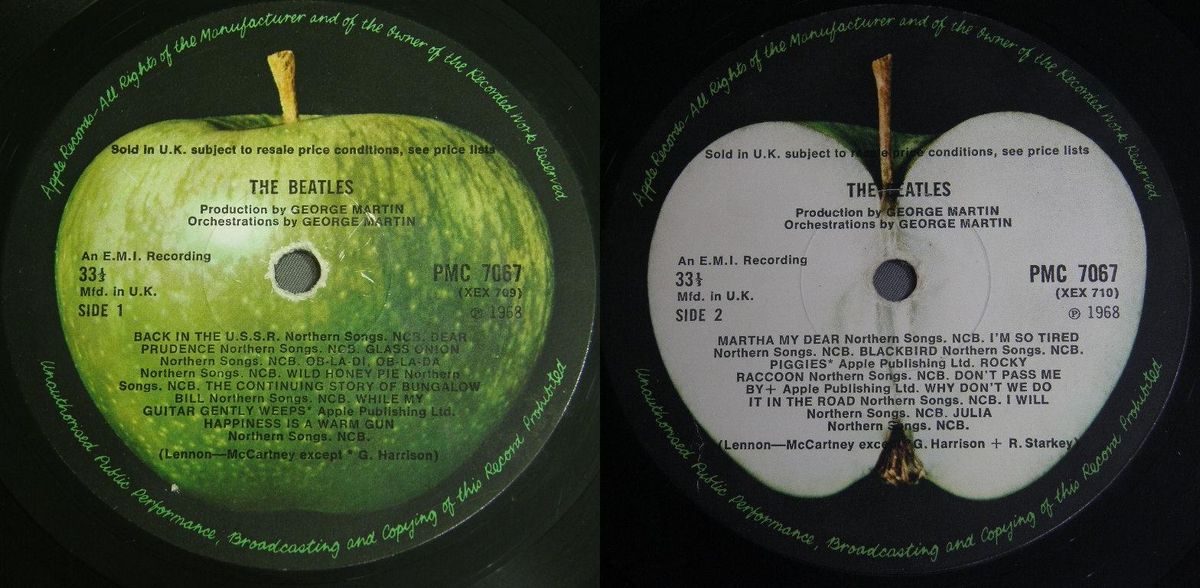 Apple Records—All Rights of the Manufacturer and of the Owner of the Recorded Work Reserved
Sold in U.K. subject to resale price conditions, see price lists
THE BEATLES
Production by GEORGE MARTIN
Orchestrations by GEORGE MARTIN
An E.M.I. Recording
33⅓
Mfd. in U.K.
SIDE 1
PMC 7067
(XEX 709)
℗ 1968
BACK IN THE U.S.S.R. Northern Songs. NCB. DEAR
PRUDENCE Northern Songs. NCB. GLASS ONION
Northern Songs. NCB. OB-LA-DI, OB-LA-DA
Northern Songs. NCB. WILD HONEY PIE Northern
Songs. NCB. THE CONTINUING STORY OF BUNGALOW
BILL Northern Songs. NCB. WHILE MY
GUITAR GENTLY WEEPS* Apple Publishing Ltd.
HAPPINESS IS A WARM GUN
Northern Songs. NCB.
(Lennon—McCartney except * G. Harrison)
Unauthorised Public Performance, Broadcasting and Copying of this Record Prohibited
Apple Records—All Rights of the Manufacturer and of the Owner of the Recorded Work Reserved
Sold in U.K. subject to resale price conditions, see price lists
THE BEATLES
Production by GEORGE MARTIN
Orchestrations by GEORGE MARTIN
An E.M.I. Recording
33⅓
Mfd. in U.K.
SIDE 2
PMC 7067
(XEX 710)
℗ 1968
MARTHA MY DEAR Northern Songs. NCB. I'M SO TIRED
Northern Songs. NCB. BLACKBIRD Northern Songs. NCB.
PIGGIES* Apple Publishing Ltd. ROCKY
RACCOON Northern Songs. NCB. DON'T PASS ME
BY+ Apple Publishing Ltd. WHY DON'T WE DO
IT IN THE ROAD Northern Songs. NCB. I WILL
Northern Songs. NCB. JULIA
Northern Songs. NCB.
(Lennon—McCartney except * G. Harrison + R. Starkey)
Unauthorised Public Performance, Broadcasting and Copying of this Record Prohibited